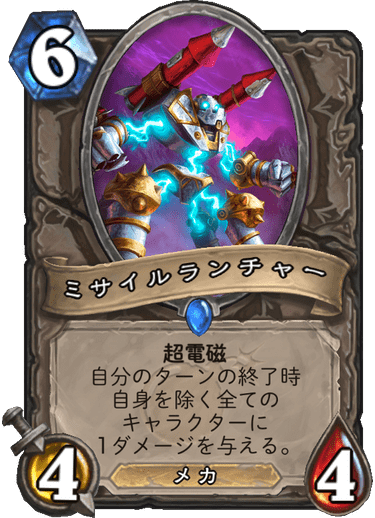 6
ミサイルランチャー
超電磁
自分のターンの終了時
自身を除く全ての
キャラクターに
1ダメージを与える。
4
メカ
4